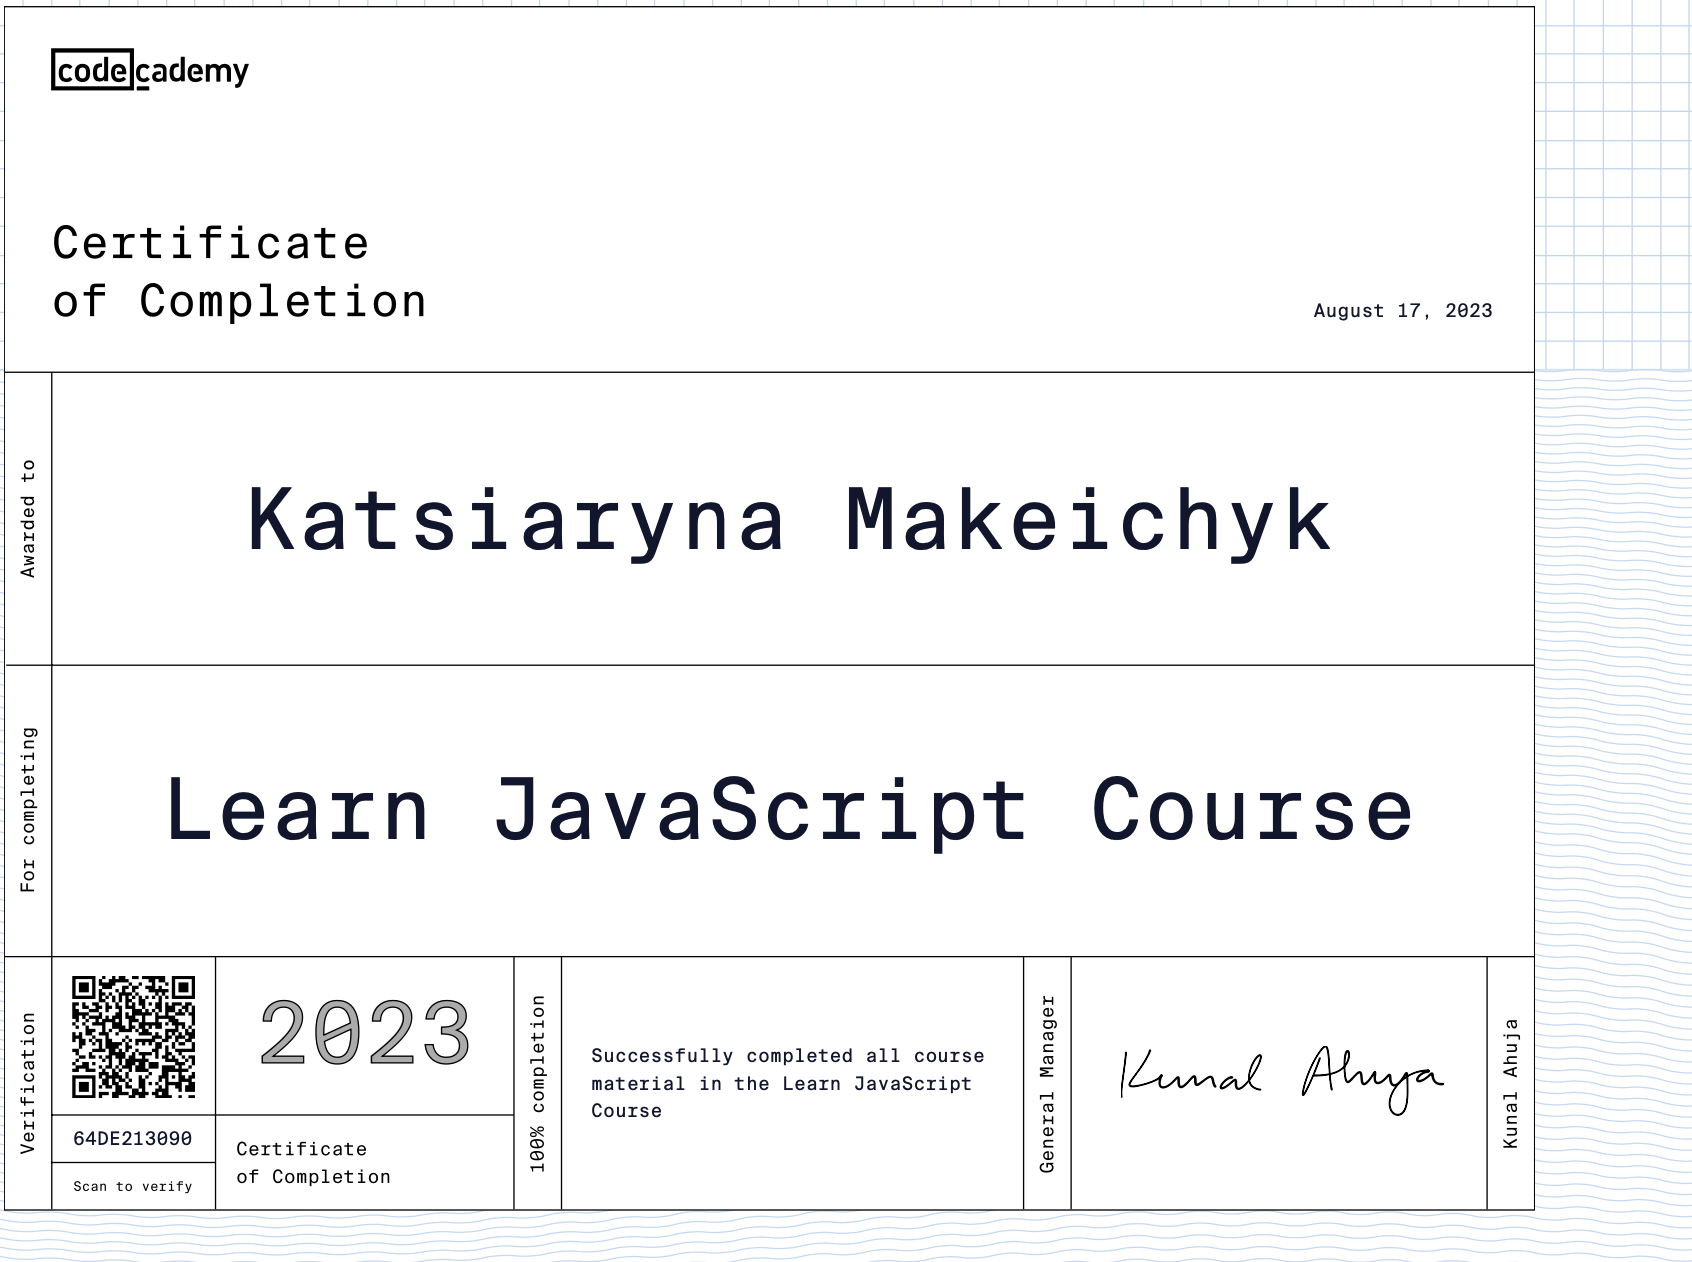 codecademy
Certificate
of Completion
August 17, 2023
Awarded to
Katsiaryna Makeichyk
For completing
Learn JavaScript Course
Verification
64DE213090
Scan to verify
2023
Certificate
of Completion
100% completion
Successfully completed all course
material in the Learn JavaScript
Course
General Manager
Kunal Ahuja
Kunal Ahuja